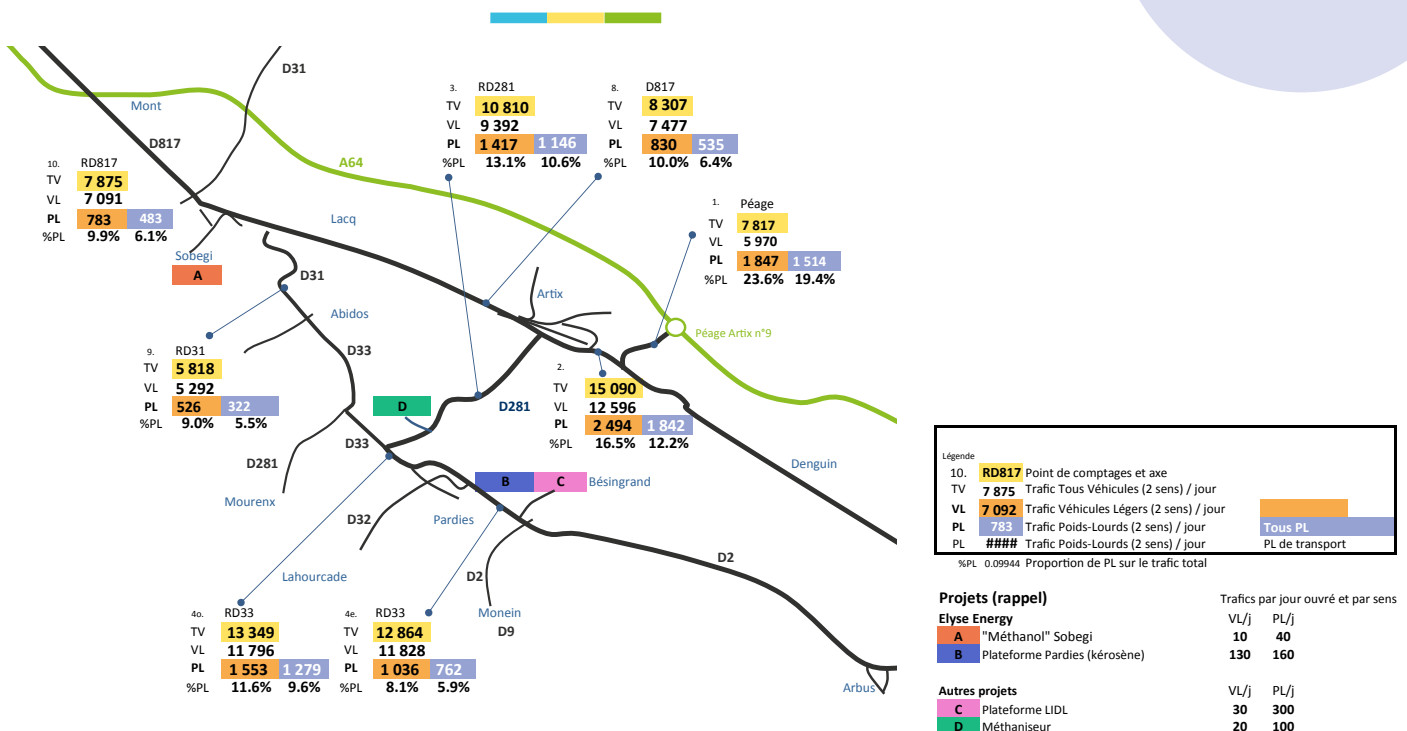 D31
Mont
D817
A64
Lacq
3. RD281
TV 10 810
VL 9 392
PL 1 417 1 146
%PL 13.1% 10.6%
8. D817
TV 8 307
VL 7 477
PL 830 535
%PL 10.0% 6.4%
10. RD817
TV 7 875
VL 7 091
PL 783 483
%PL 9.9% 6.1%
1. Péage
TV 7 817
VL 5 970
PL 1 847 1 514
%PL 23.6% 19.4%
Sobegi
A
D31
Artix
Abidos
Péage Artix n°9
D33
9. RD31
TV 5 818
VL 5 292
PL 526 322
%PL 9.0% 5.5%
2.
TV 15 090
VL 12 596
PL 2 494 1 842
%PL 16.5% 12.2%
D
D281
D33
D281
Denguin
Mourenx
B C Bésingrand
D32
Pardies
D2
Lahourcade
D2
Monein
D9
Arbus
4o. RD33
TV 13 349
VL 11 796
PL 1 553 1 279
%PL 11.6% 9.6%
4e. RD33
TV 12 864
VL 11 828
PL 1 036 762
%PL 8.1% 5.9%
Légende
10. RD817 Point de comptages et axe
TV 7 875 Trafic Tous Véhicules (2 sens) / jour
VL 7 092 Trafic Véhicules Légers (2 sens) / jour
PL 783 Trafic Poids-Lourds (2 sens) / jour Tous PL
PL #### Trafic Poids-Lourds (2 sens) / jour PL de transport
%PL 0.09944 Proportion de PL sur le trafic total
Projets (rappel) Trafics par jour ouvré et par sens
Elyse Energy VL/j PL/j
A "Méthanol" Sobegi 10 40
B Plateforme Pardies (kérosène) 130 160
Autres projets VL/j PL/j
C Plateforme LIDL 30 300
D Méthaniseur 20 100